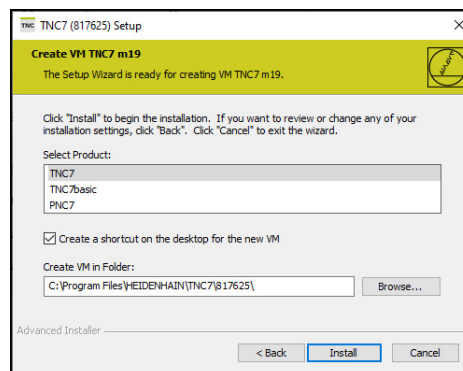 TNC TNC7 (817625) Setup
Create VM TNC7 m19
The Setup Wizard is ready for creating VM TNC7 m19.
Click "Install" to begin the installation. If you want to review or change any of your
installation settings, click "Back". Click "Cancel" to exit the wizard.
Select Product:
TNC7
TNC7basic
PNC7
Create a shortcut on the desktop for the new VM
Create VM in Folder:
C:\Program Files\HEIDENHAIN\TNC7\817625\
Browse...
Advanced Installer
< Back
Install
Cancel